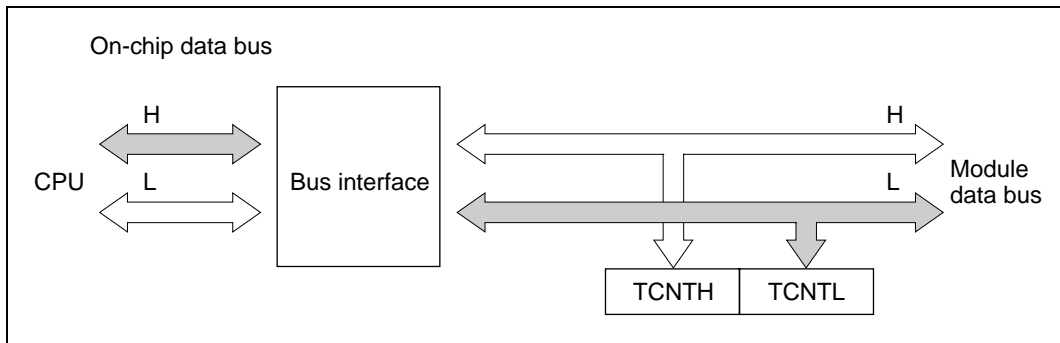 On-chip data bus
H
H
CPU
L
Bus interface
L
Module
data bus
TCNTH
TCNTL